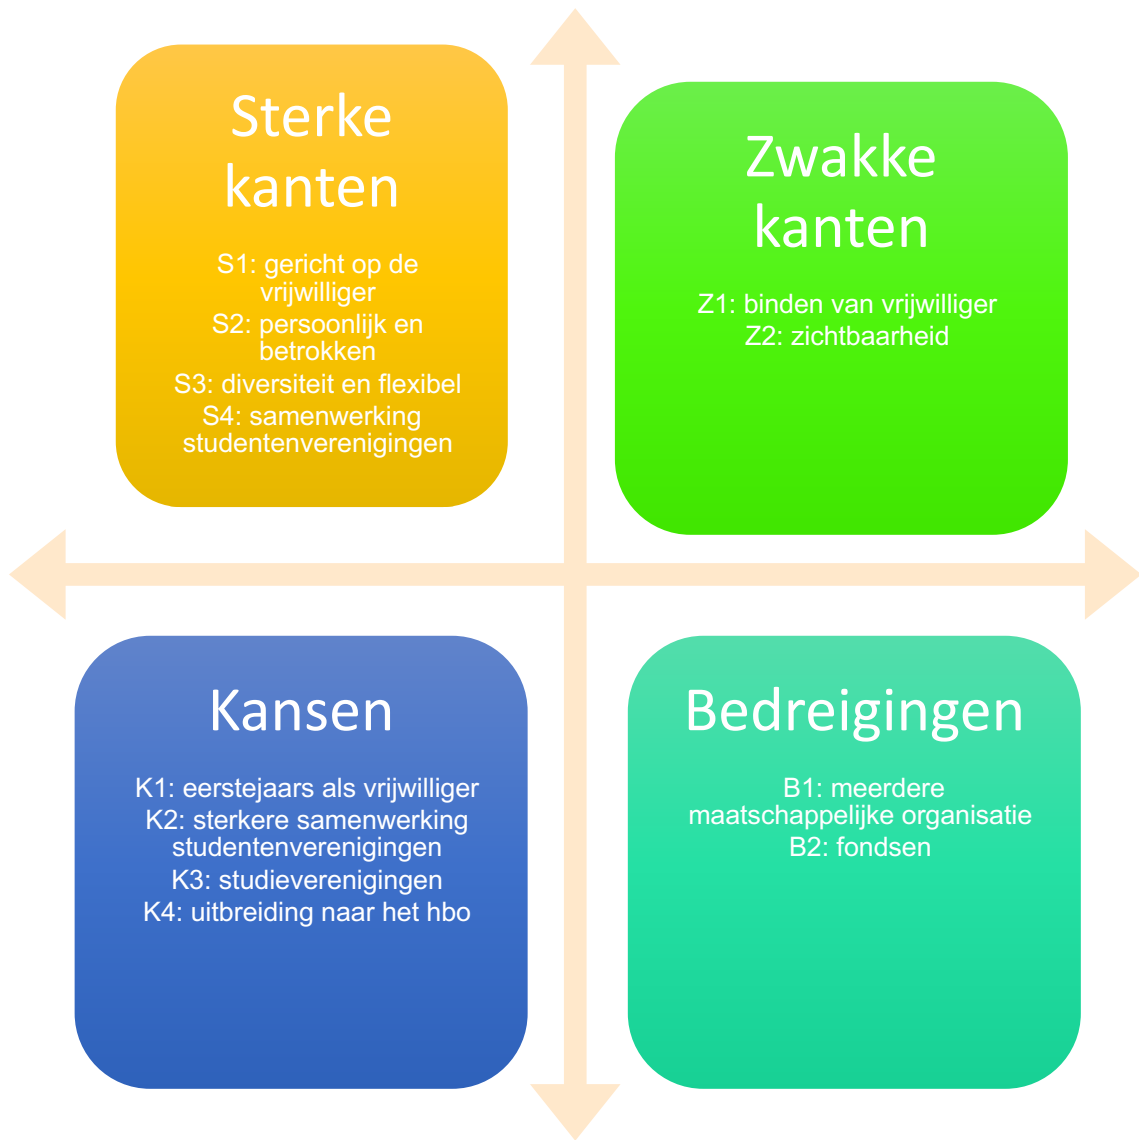 Sterke
kanten
S1: gericht op de
vrijwilliger
S2: persoonlijk en
betrokken
S3: diversiteit en flexibel
S4: samenwerking
studentenverenigingen
Zwakke
kanten
Z1: binden van vrijwilliger
Z2: zichtbaarheid
Kansen
K1: eerstejaars als vrijwilliger
K2: sterkere samenwerking
studentenverenigingen
K3: studieverenigingen
K4: uitbreiding naar het hbo
Bedreigingen
B1: meerdere
maatschappelijke organisatie
B2: fondsen